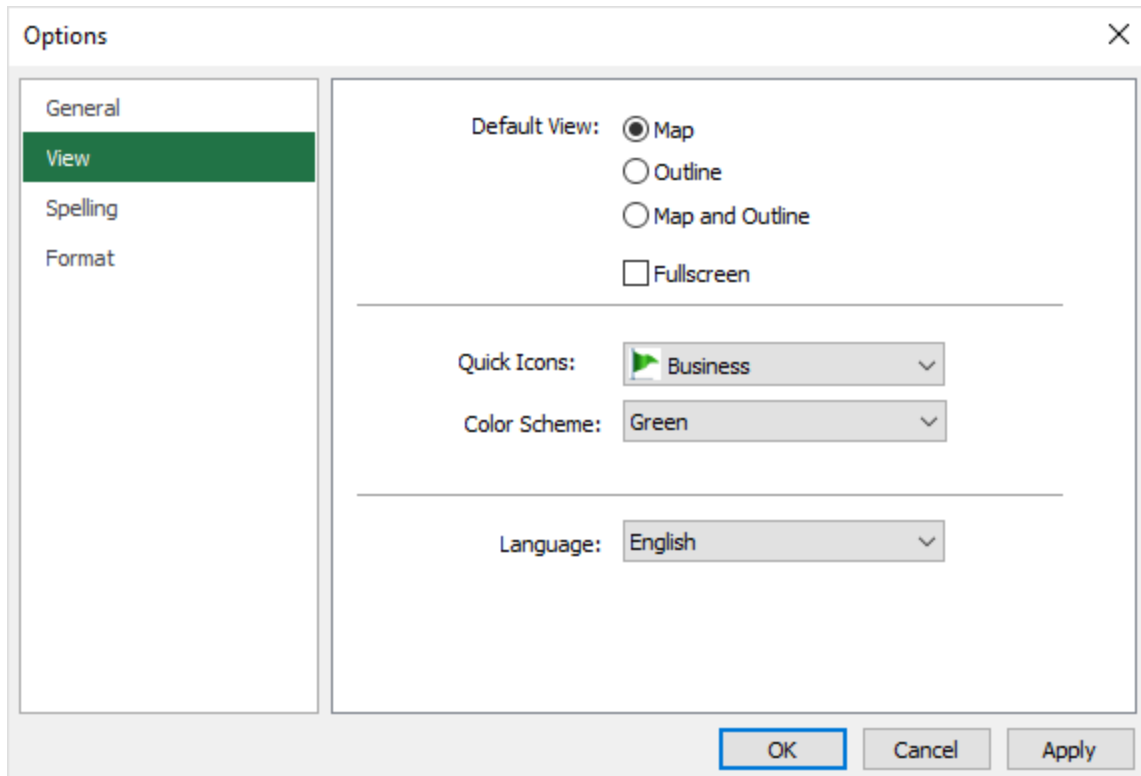 Options
General
View
Spelling
Format
Default View: Map
Outline
Map and Outline
Fullscreen
Quick Icons: Business
Color Scheme: Green
Language: English
OK Cancel Apply